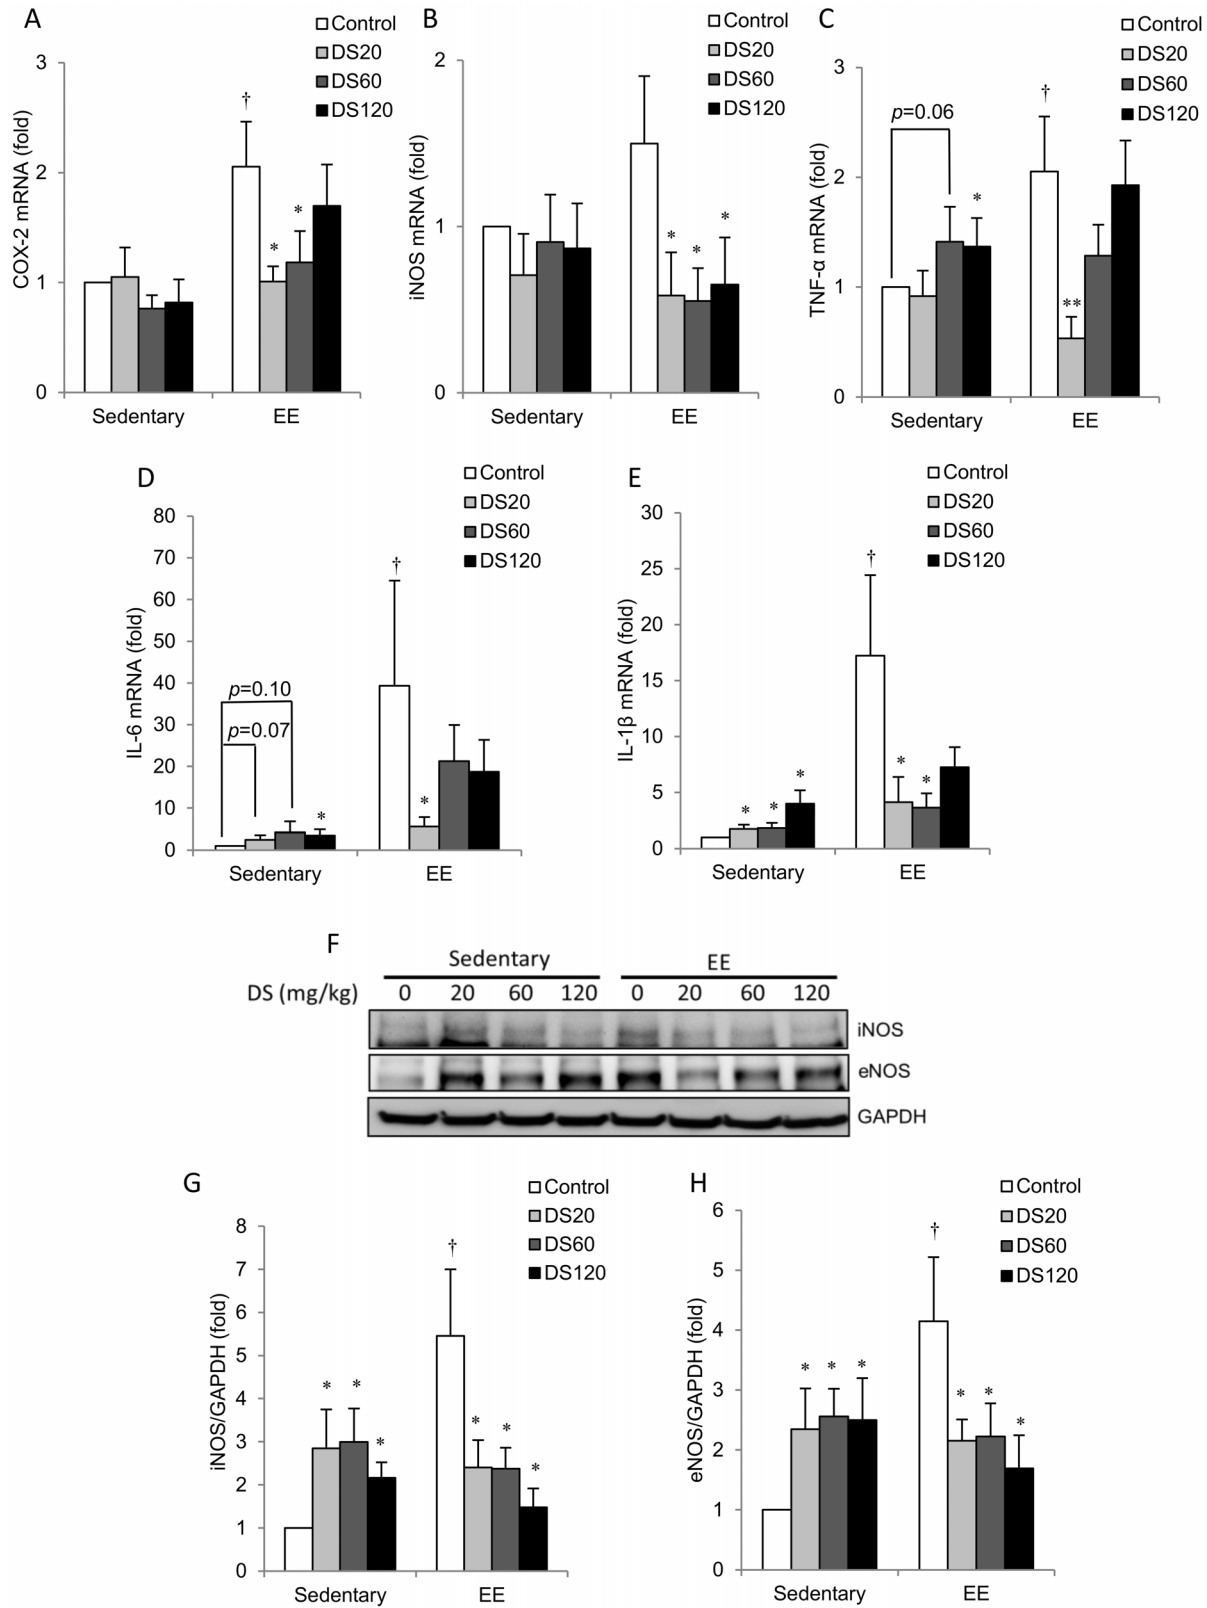 A
Control
DS20
DS60
DS120
3
2
1
0
COX-2 mRNA (fold)
†
*
*
Sedentary EE
B
Control
DS20
DS60
DS120
2
1
0
iNOS mRNA (fold)
*
*
*
Sedentary EE
C
Control
DS20
DS60
DS120
3
2
1
0
TNF-α mRNA (fold)
p=0.06
*
†
**
Sedentary EE
D
Control
DS20
DS60
DS120
80
70
60
50
40
30
20
10
0
IL-6 mRNA (fold)
p=0.10
p=0.07
*
†
*
Sedentary EE
E
Control
DS20
DS60
DS120
30
25
20
15
10
5
0
IL-1β mRNA (fold)
*
*
*
†
*
*
Sedentary EE
F
Sedentary EE
DS (mg/kg) 0 20 60 120 0 20 60 120
iNOS
eNOS
GAPDH
G
Control
DS20
DS60
DS120
8
7
6
5
4
3
2
1
0
iNOS/GAPDH (fold)
*
*
*
†
*
*
*
Sedentary EE
H
Control
DS20
DS60
DS120
6
5
4
3
2
1
0
eNOS/GAPDH (fold)
*
*
*
†
*
*
*
Sedentary EE